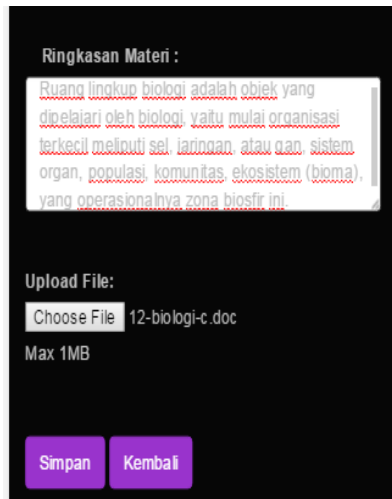 Ringkasan Materi :
Ruang lingkup biologi adalah objek yang
dipelajari oleh biologi, yaitu mulai organisasi
terkecil meliputi sel, jaringan, atau gan, sistem
organ, populasi, komunitas, ekosistem (bioma),
yang operasionalnya zona biosfir ini.
Upload File:
Choose File 12-biologi-c.doc
Max 1MB
Simpan Kembali